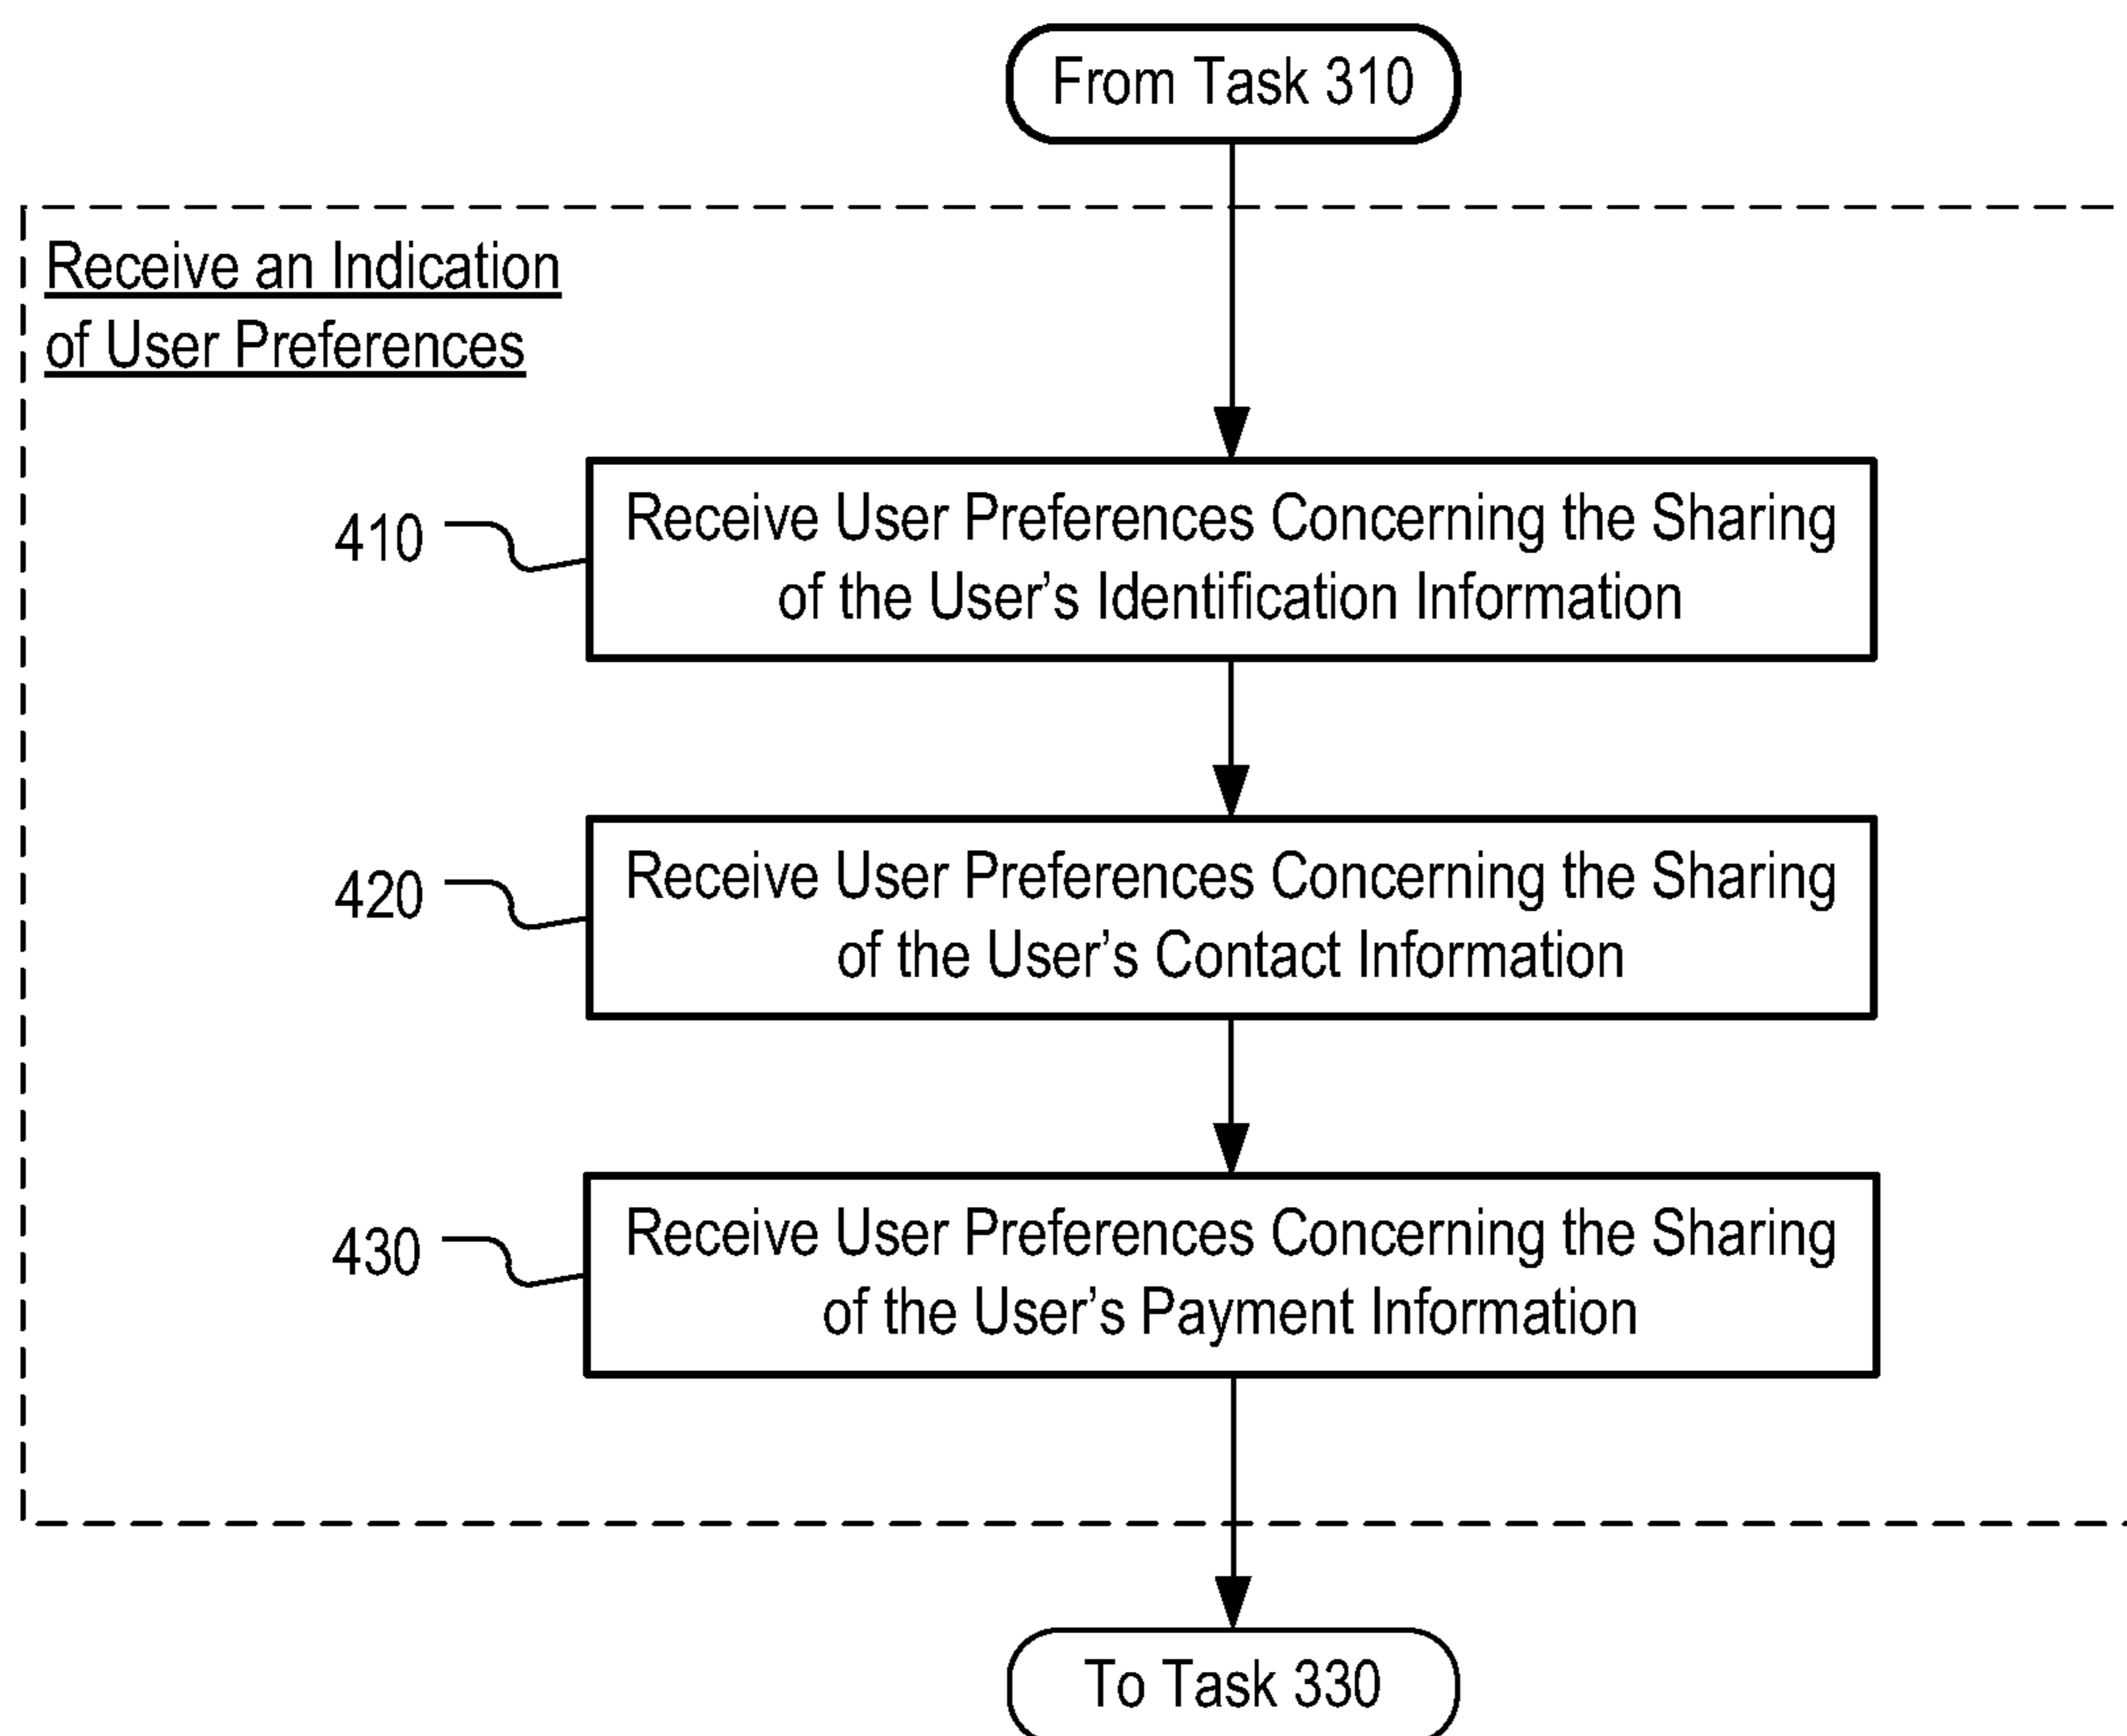 From Task 310
Receive an Indication
of User Preferences
410
Receive User Preferences Concerning the Sharing
of the User’s Identification Information
420
Receive User Preferences Concerning the Sharing
of the User’s Contact Information
430
Receive User Preferences Concerning the Sharing
of the User’s Payment Information
To Task 330